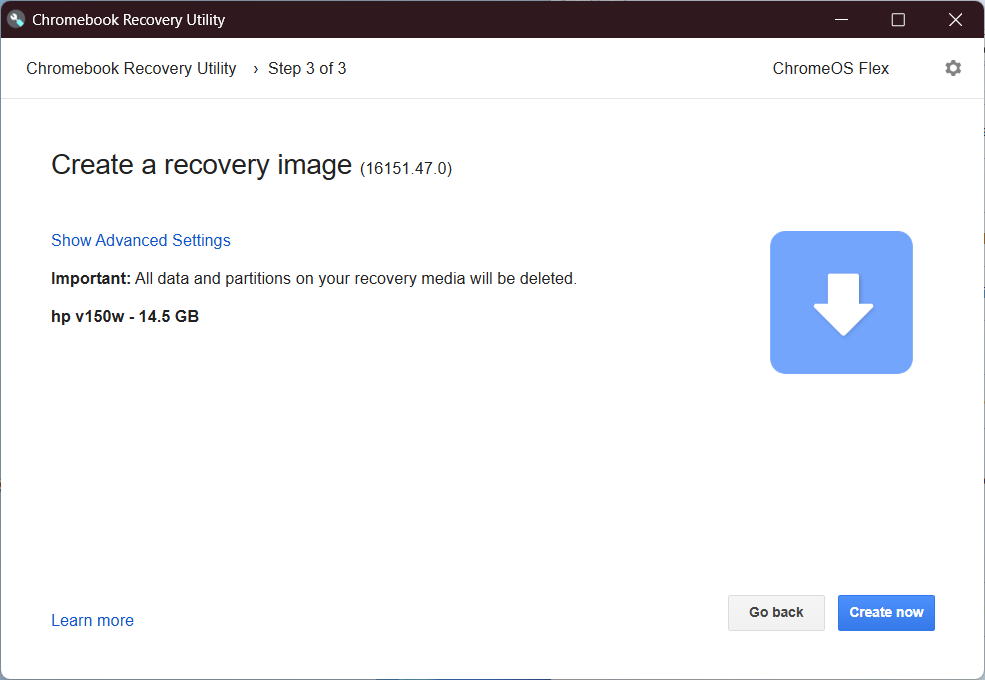 Chromebook Recovery Utility
Chromebook Recovery Utility › Step 3 of 3 ChromeOS Flex
Create a recovery image (16151.47.0)
Show Advanced Settings
Important: All data and partitions on your recovery media will be deleted.
hp v150w - 14.5 GB
Learn more Go back Create now